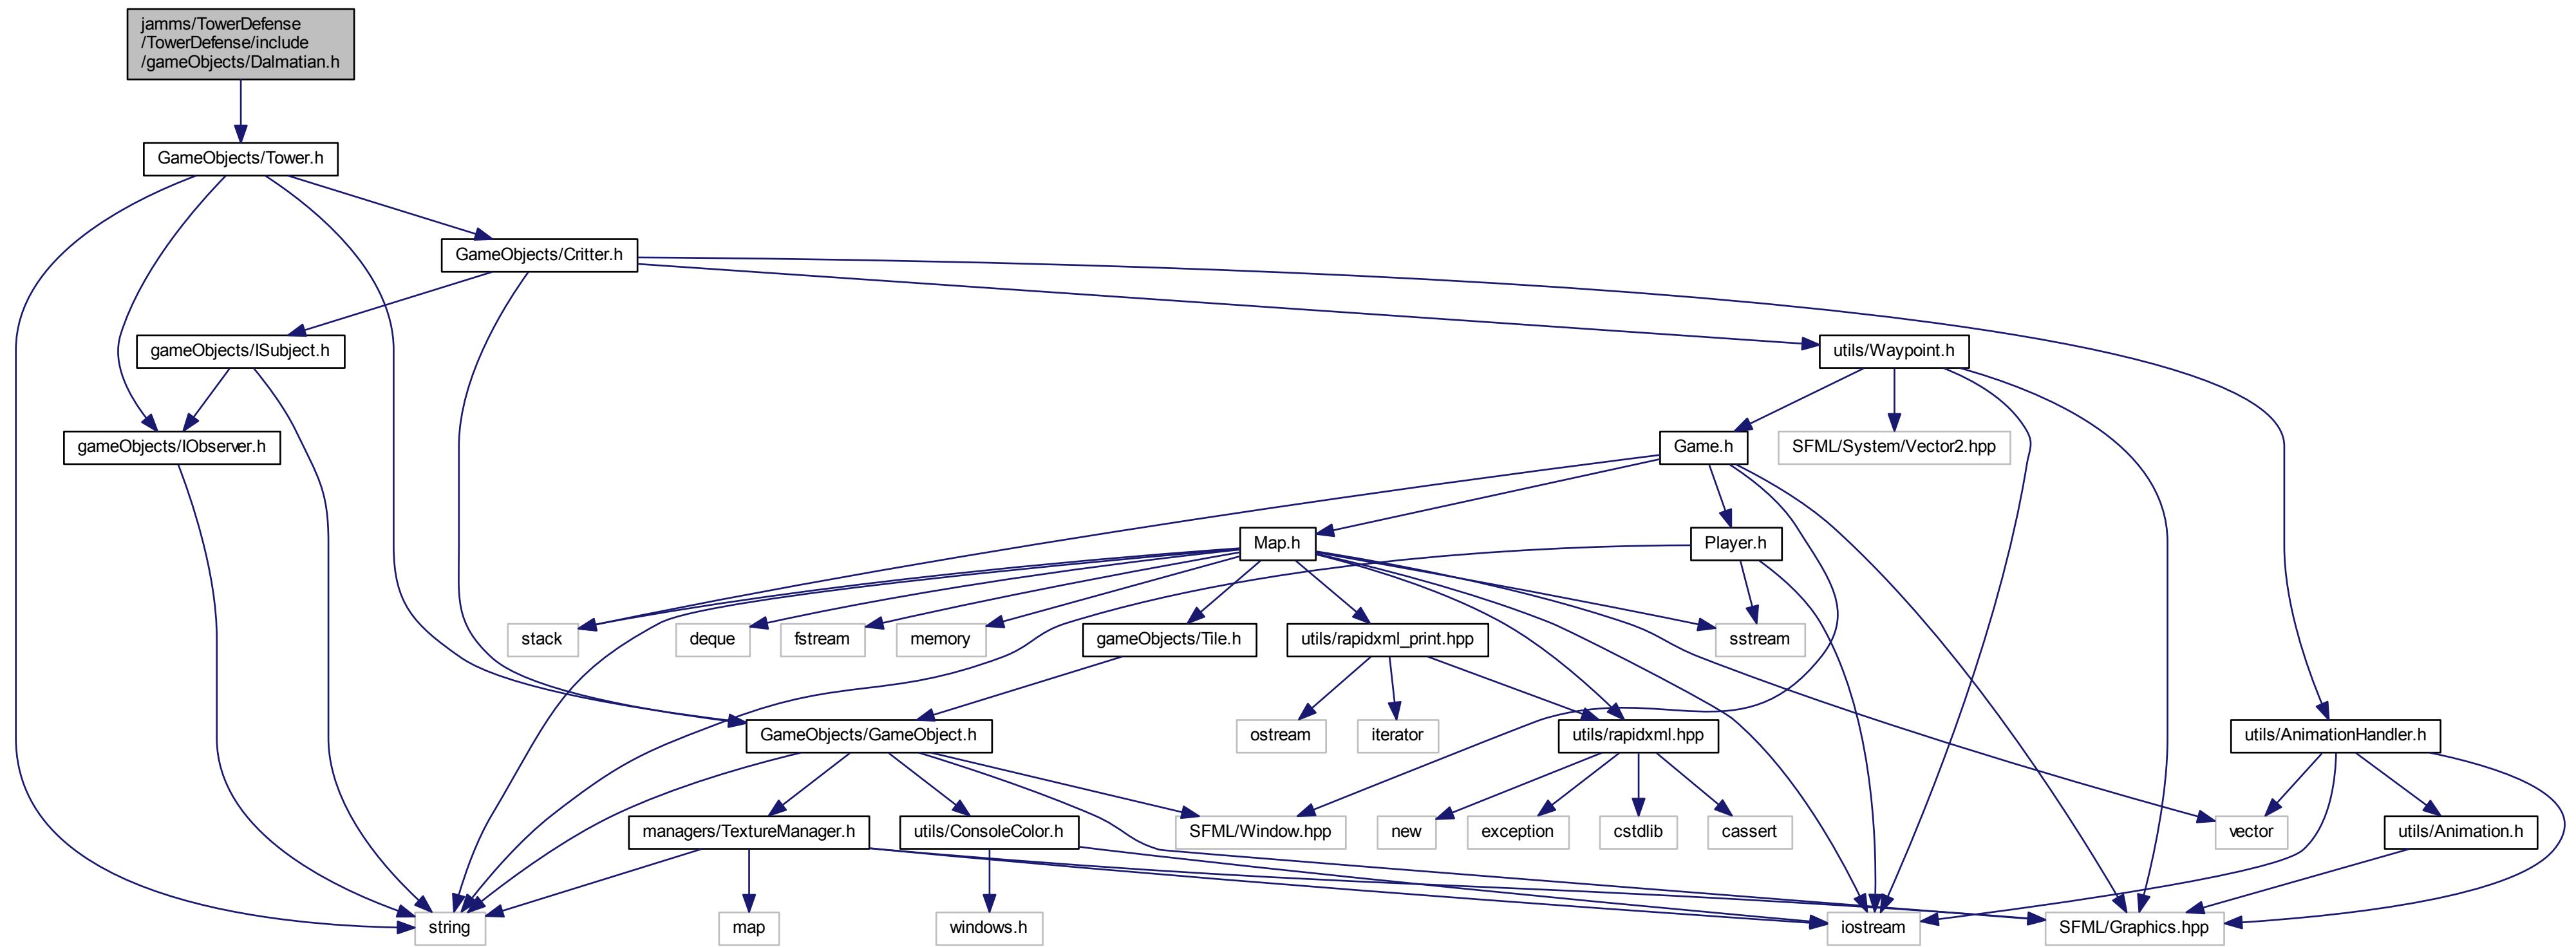 jamms/TowerDefense
/TowerDefense/include
/gameObjects/Dalmatian.h
GameObjects/Tower.h
GameObjects/Critter.h
gameObjects/ISubject.h
utils/Waypoint.h
gameObjects/IObserver.h
Game.h
SFML/System/Vector2.hpp
Map.h
Player.h
stack
deque
fstream
memory
gameObjects/Tile.h
utils/rapidxml_print.hpp
sstream
GameObjects/GameObject.h
ostream
iterator
utils/rapidxml.hpp
utils/AnimationHandler.h
managers/TextureManager.h
utils/ConsoleColor.h
SFML/Window.hpp
new
exception
cstdlib
cassert
vector
utils/Animation.h
string
map
windows.h
iostream
SFML/Graphics.hpp